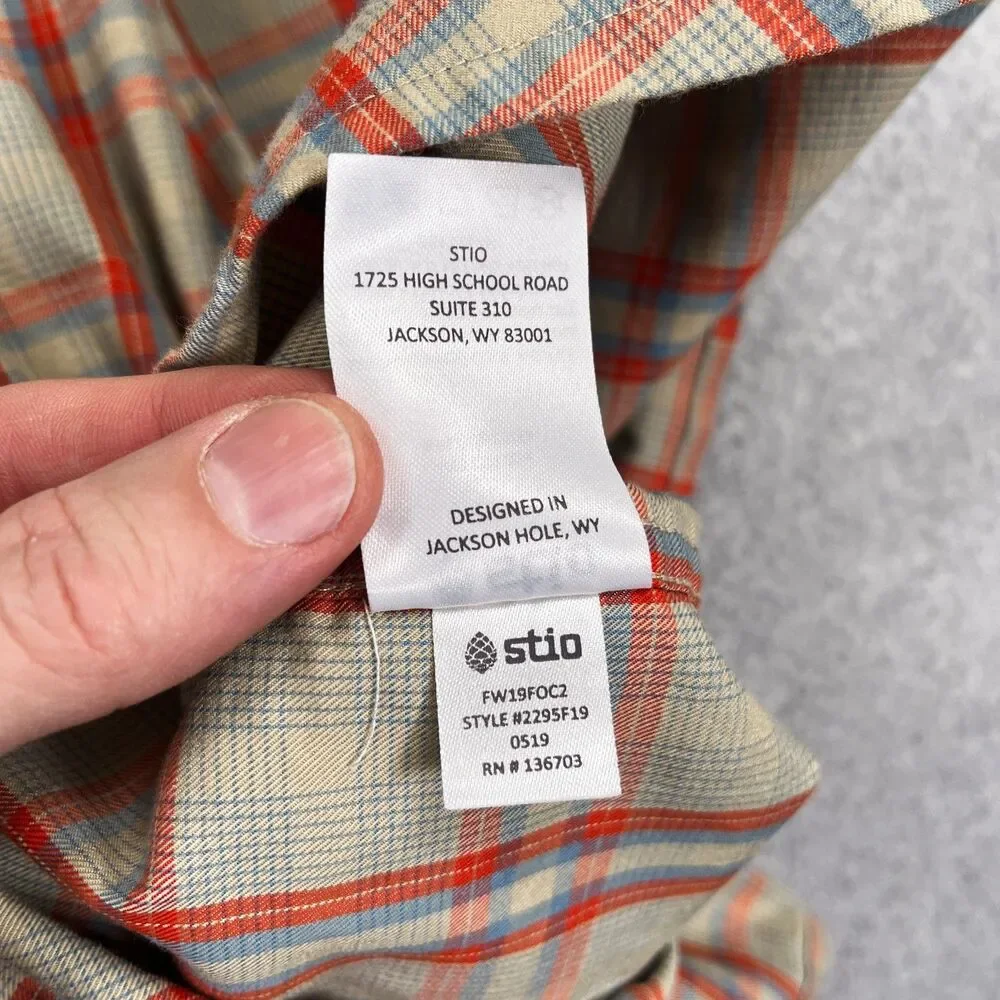 STIO
1725 HIGH SCHOOL ROAD
SUITE 310
JACKSON, WY 83001
DESIGNED IN
JACKSON HOLE, WY
stio
FW19FOC2
STYLE #2295F19
0519
RN # 136703